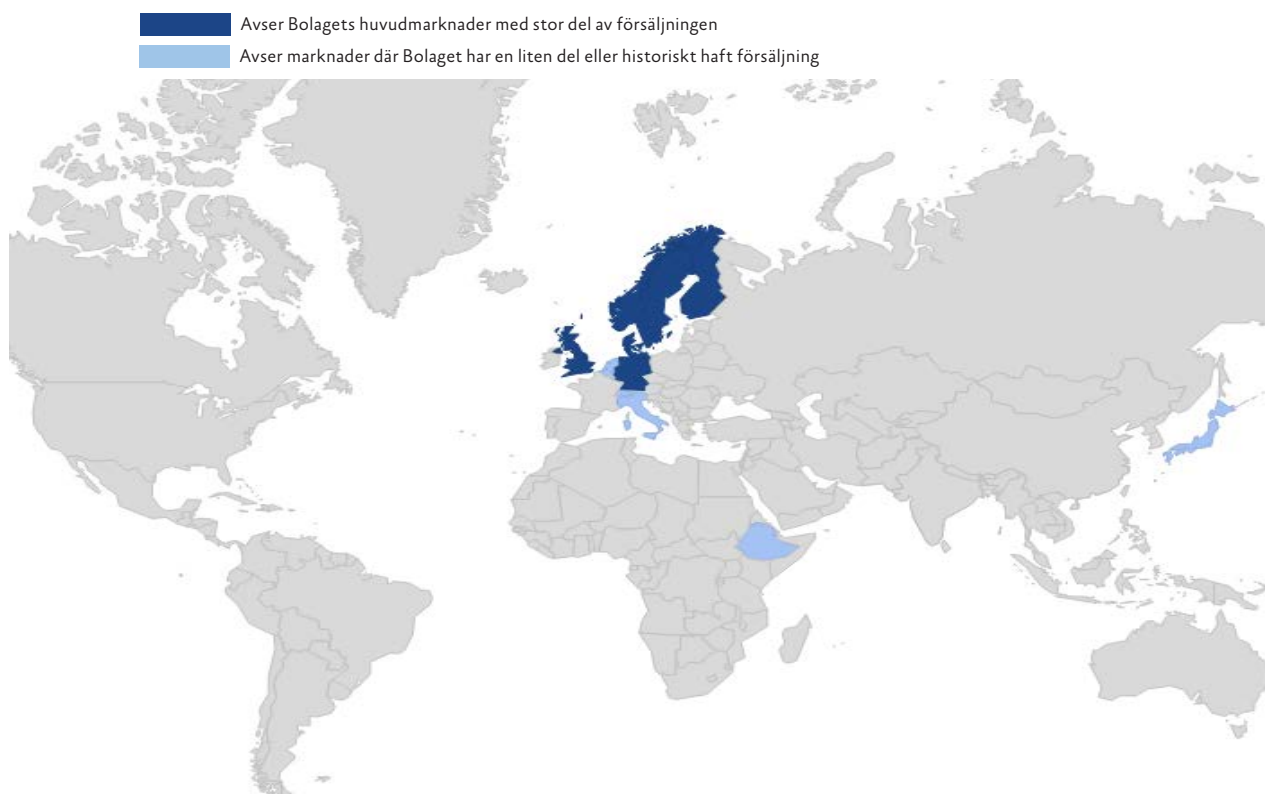 Avser Bolagets huvudmarknader med stor del av försäljningen
Avser marknader där Bolaget har en liten del eller historiskt haft försäljning